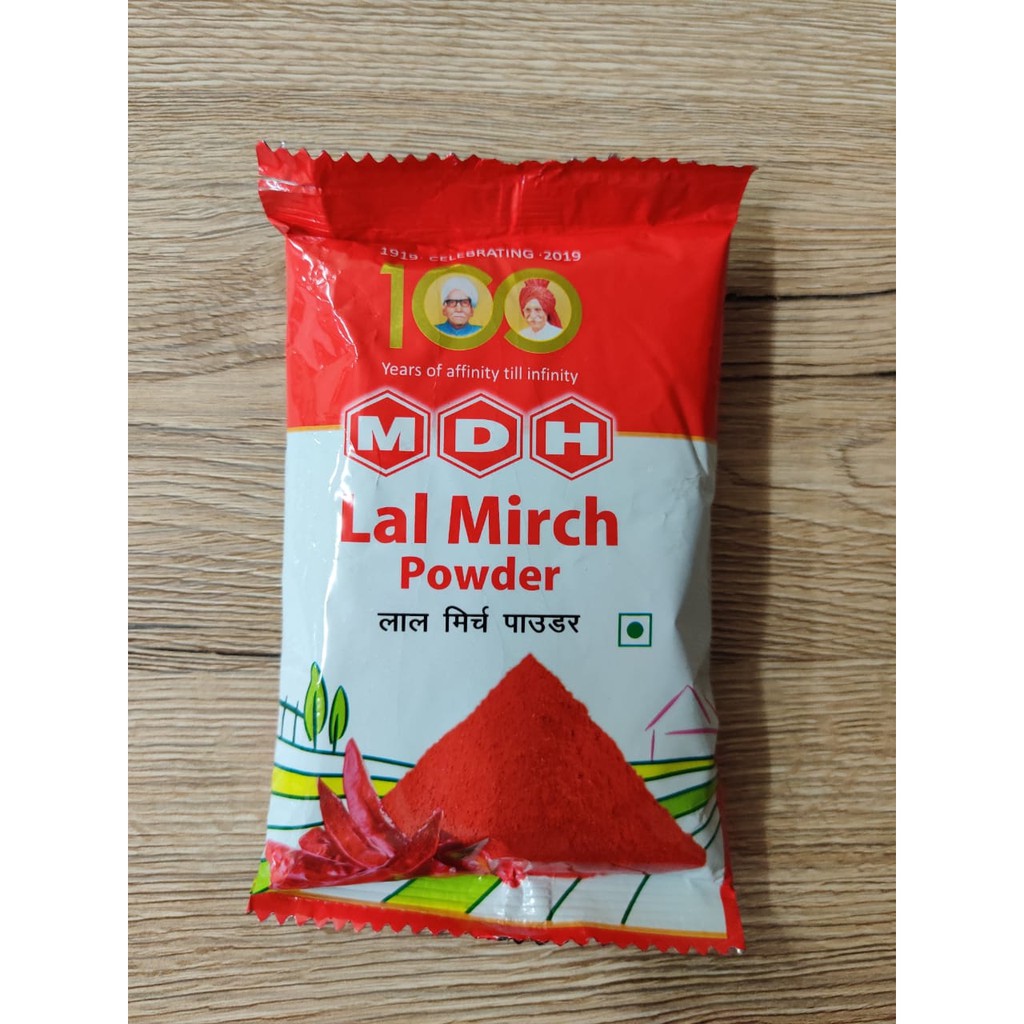 1919 · CELEBRATING · 2019
100
Years of affinity till infinity
MDH
Lal Mirch
Powder
लाल मिर्च पाउडर